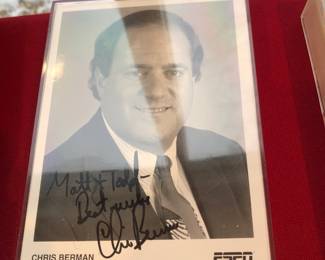 Matt & Todd -
Best wishes
Chris Berman
CHRIS BERMAN
ESPN